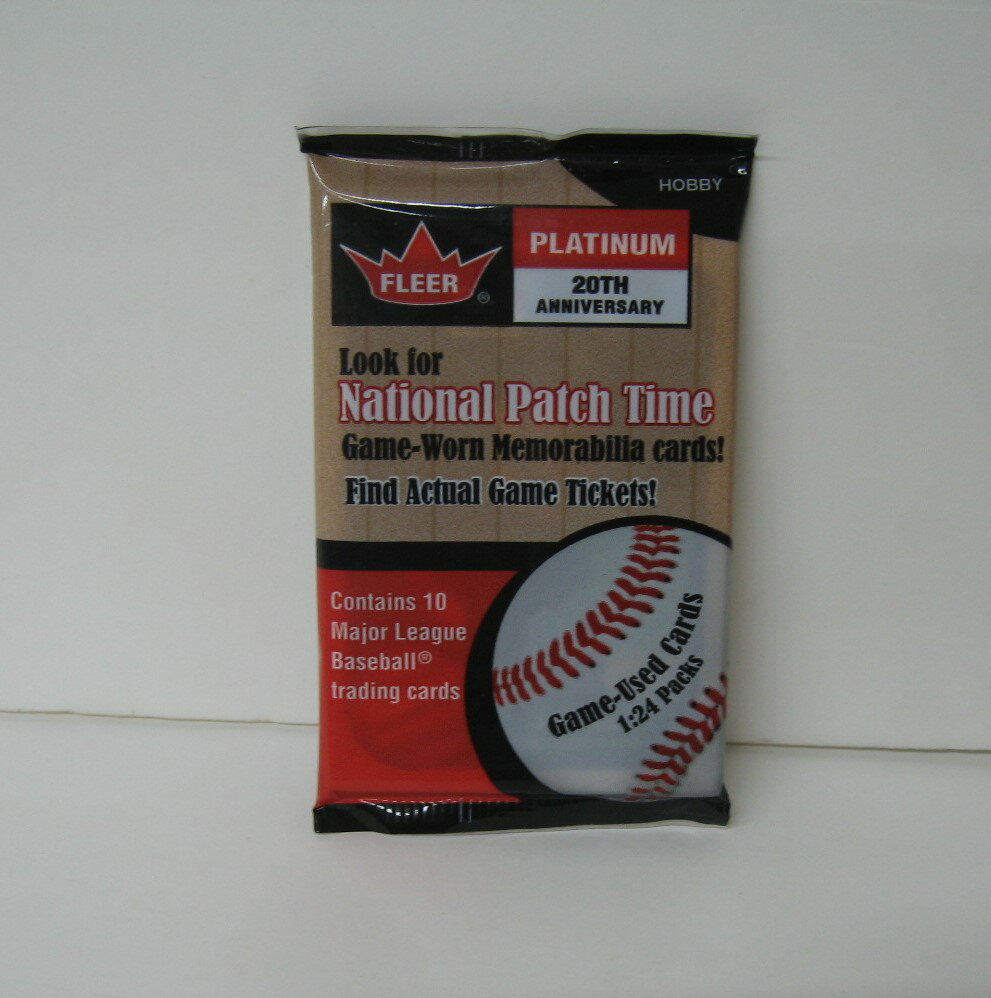 HOBBY
FLEER ®
PLATINUM
20TH
ANNIVERSARY
Look for
National Patch Time
Game-Worn Memorabilia cards!
Find Actual Game Tickets!
Contains 10
Major League
Baseball®
trading cards
Game-Used Cards
1:24 Packs